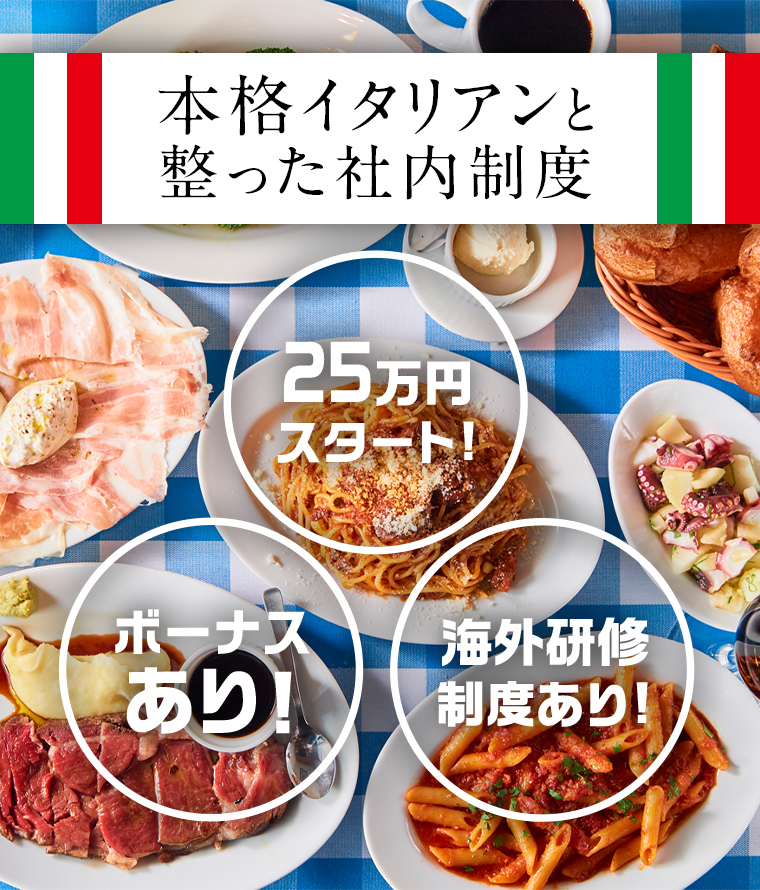 本格イタリアンと
整った社内制度
25万円
スタート!
ボーナス
あり!
海外研修
制度あり!